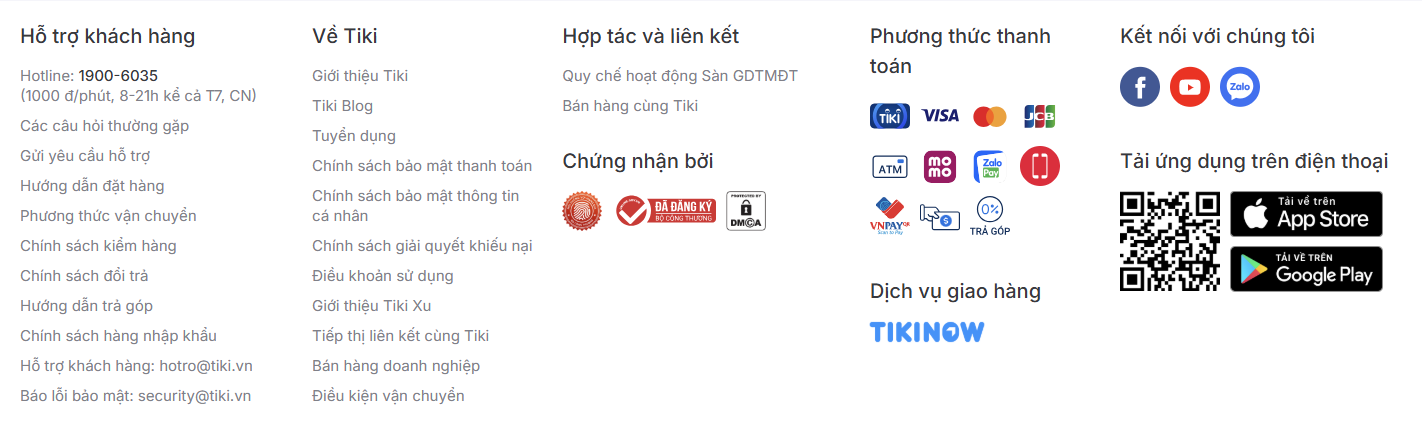 Hỗ trợ khách hàng
Hotline: 1900-6035
(1000 đ/phút, 8-21h kể cả T7, CN)
Các câu hỏi thường gặp
Gửi yêu cầu hỗ trợ
Hướng dẫn đặt hàng
Phương thức vận chuyển
Chính sách kiểm hàng
Chính sách đổi trả
Hướng dẫn trả góp
Chính sách hàng nhập khẩu
Hỗ trợ khách hàng: hotro@tiki.vn
Báo lỗi bảo mật: security@tiki.vn
Về Tiki
Giới thiệu Tiki
Tiki Blog
Tuyển dụng
Chính sách bảo mật thanh toán
Chính sách bảo mật thông tin
cá nhân
Chính sách giải quyết khiếu nại
Điều khoản sử dụng
Giới thiệu Tiki Xu
Tiếp thị liên kết cùng Tiki
Bán hàng doanh nghiệp
Điều kiện vận chuyển
Hợp tác và liên kết
Quy chế hoạt động Sàn GDTMĐT
Bán hàng cùng Tiki
Chứng nhận bởi
ĐÃ ĐĂNG KÝ
BỘ CÔNG THƯƠNG
PROTECTED BY
DMCA
Phương thức thanh
toán
TIKI
VISA
JCB
ATM
mo
mo
Zalo
Pay
VNPAYQR
Scan to Pay
$
0%
TRẢ GÓP
Dịch vụ giao hàng
TIKINOW
Kết nối với chúng tôi
f
Zalo
Tải ứng dụng trên điện thoại
Tải về trên
App Store
TẢI VỀ TRÊN
Google Play